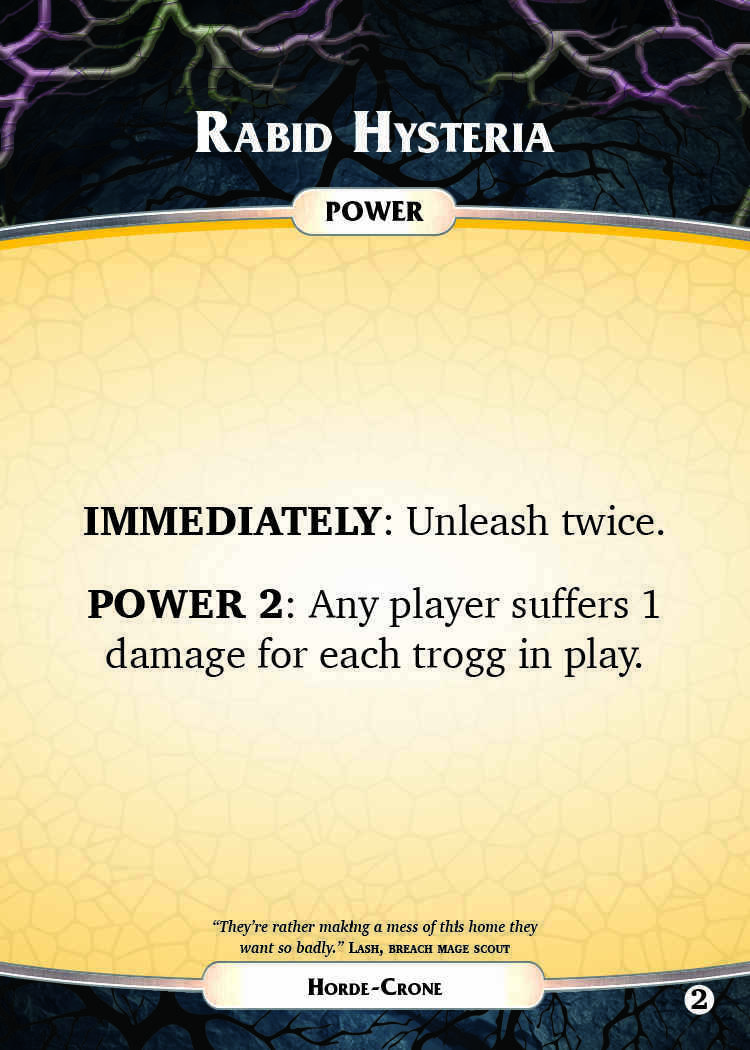 Rabid Hysteria
POWER
IMMEDIATELY: Unleash twice.
POWER 2: Any player suffers 1
damage for each trogg in play.
“They’re rather making a mess of this home they
want so badly.” Lash, breach mage scout
Horde-Crone
2